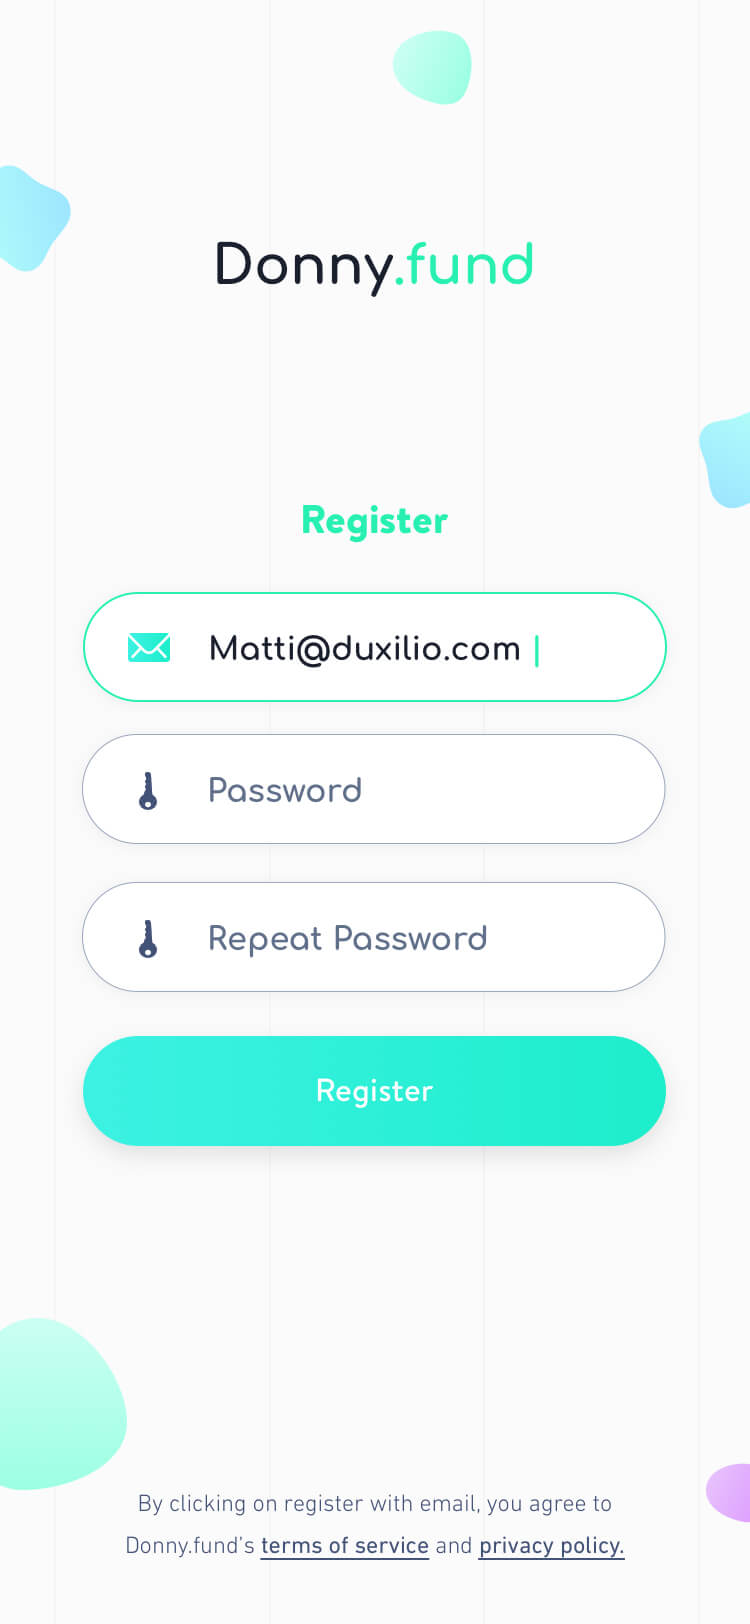 Donny.fund
Register
Matti@duxilio.com
Password
Repeat Password
Register
By clicking on register with email, you agree to
Donny.fund's terms of service and privacy policy.